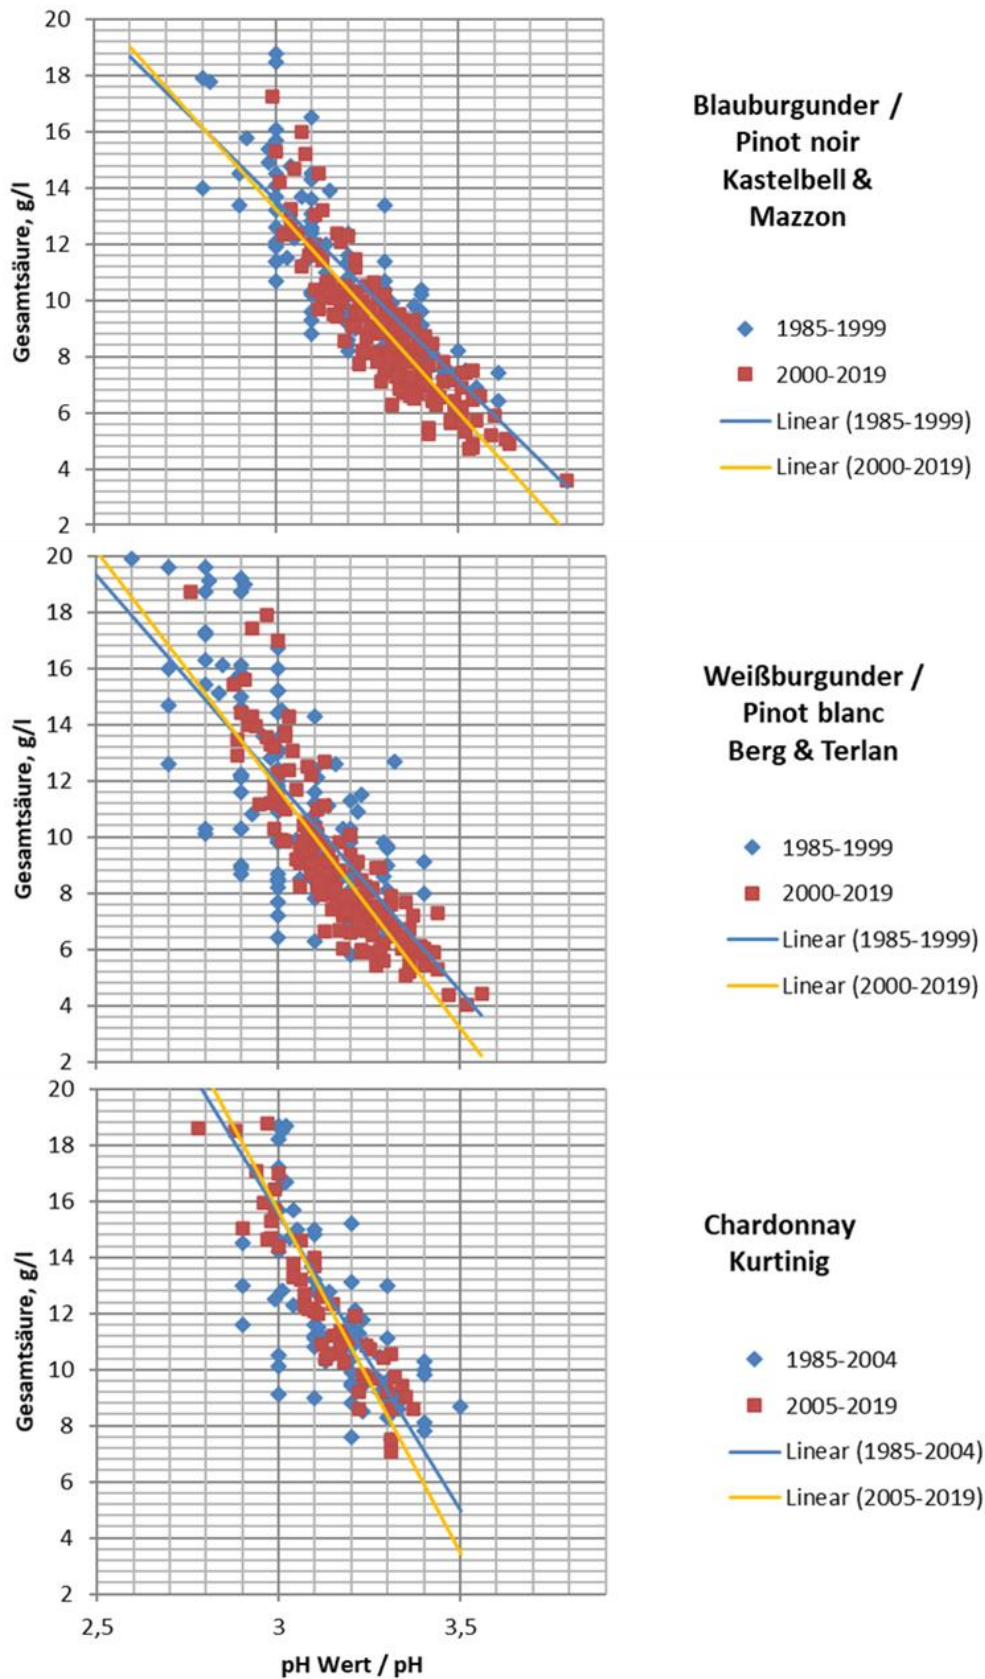 20
18
16
14
12
10
8
6
4
2
Gesamtsäure, g/l
Blauburgunder /
Pinot noir
Kastelbell &
Mazzon
1985-1999
2000-2019
Linear (1985-1999)
Linear (2000-2019)
20
18
16
14
12
10
8
6
4
2
Gesamtsäure, g/l
Weißburgunder /
Pinot blanc
Berg & Terlan
1985-1999
2000-2019
Linear (1985-1999)
Linear (2000-2019)
20
18
16
14
12
10
8
6
4
2
Gesamtsäure, g/l
Chardonnay
Kurtinig
1985-2004
2005-2019
Linear (1985-2004)
Linear (2005-2019)
2,5 3 3,5
pH Wert / pH